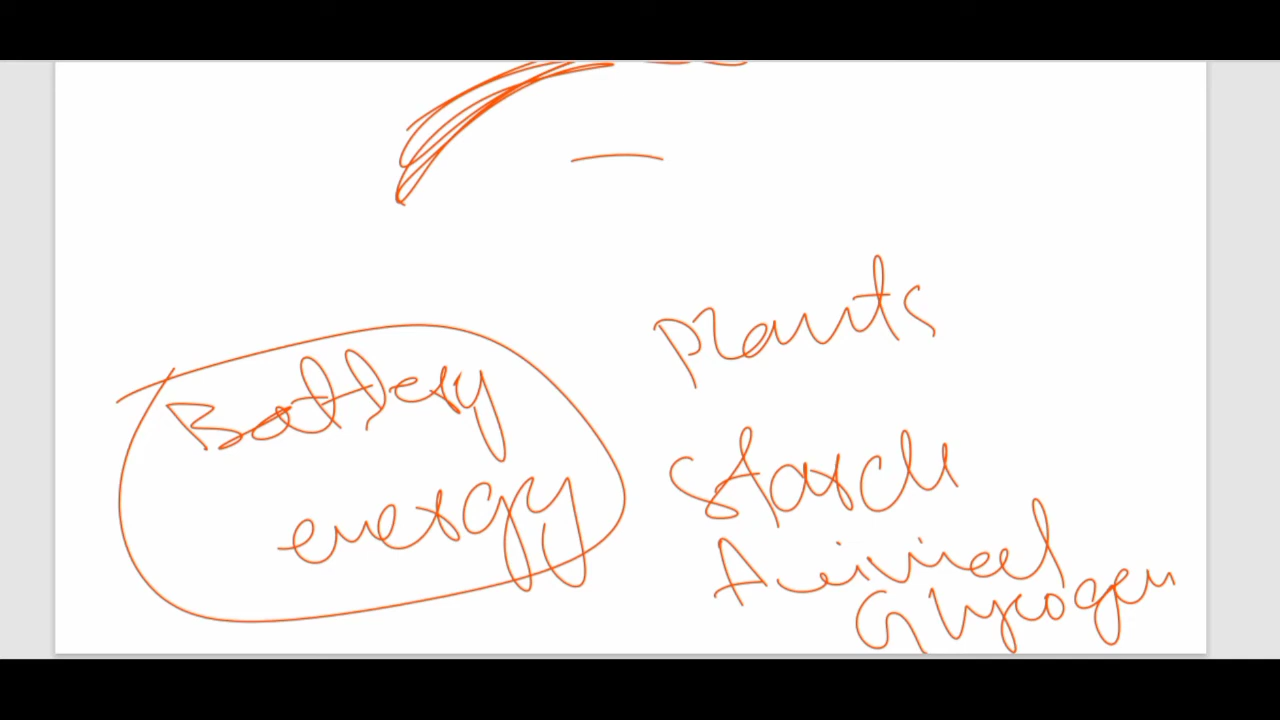 Battery
energy
Plants
Starch
Animal
Glycogen